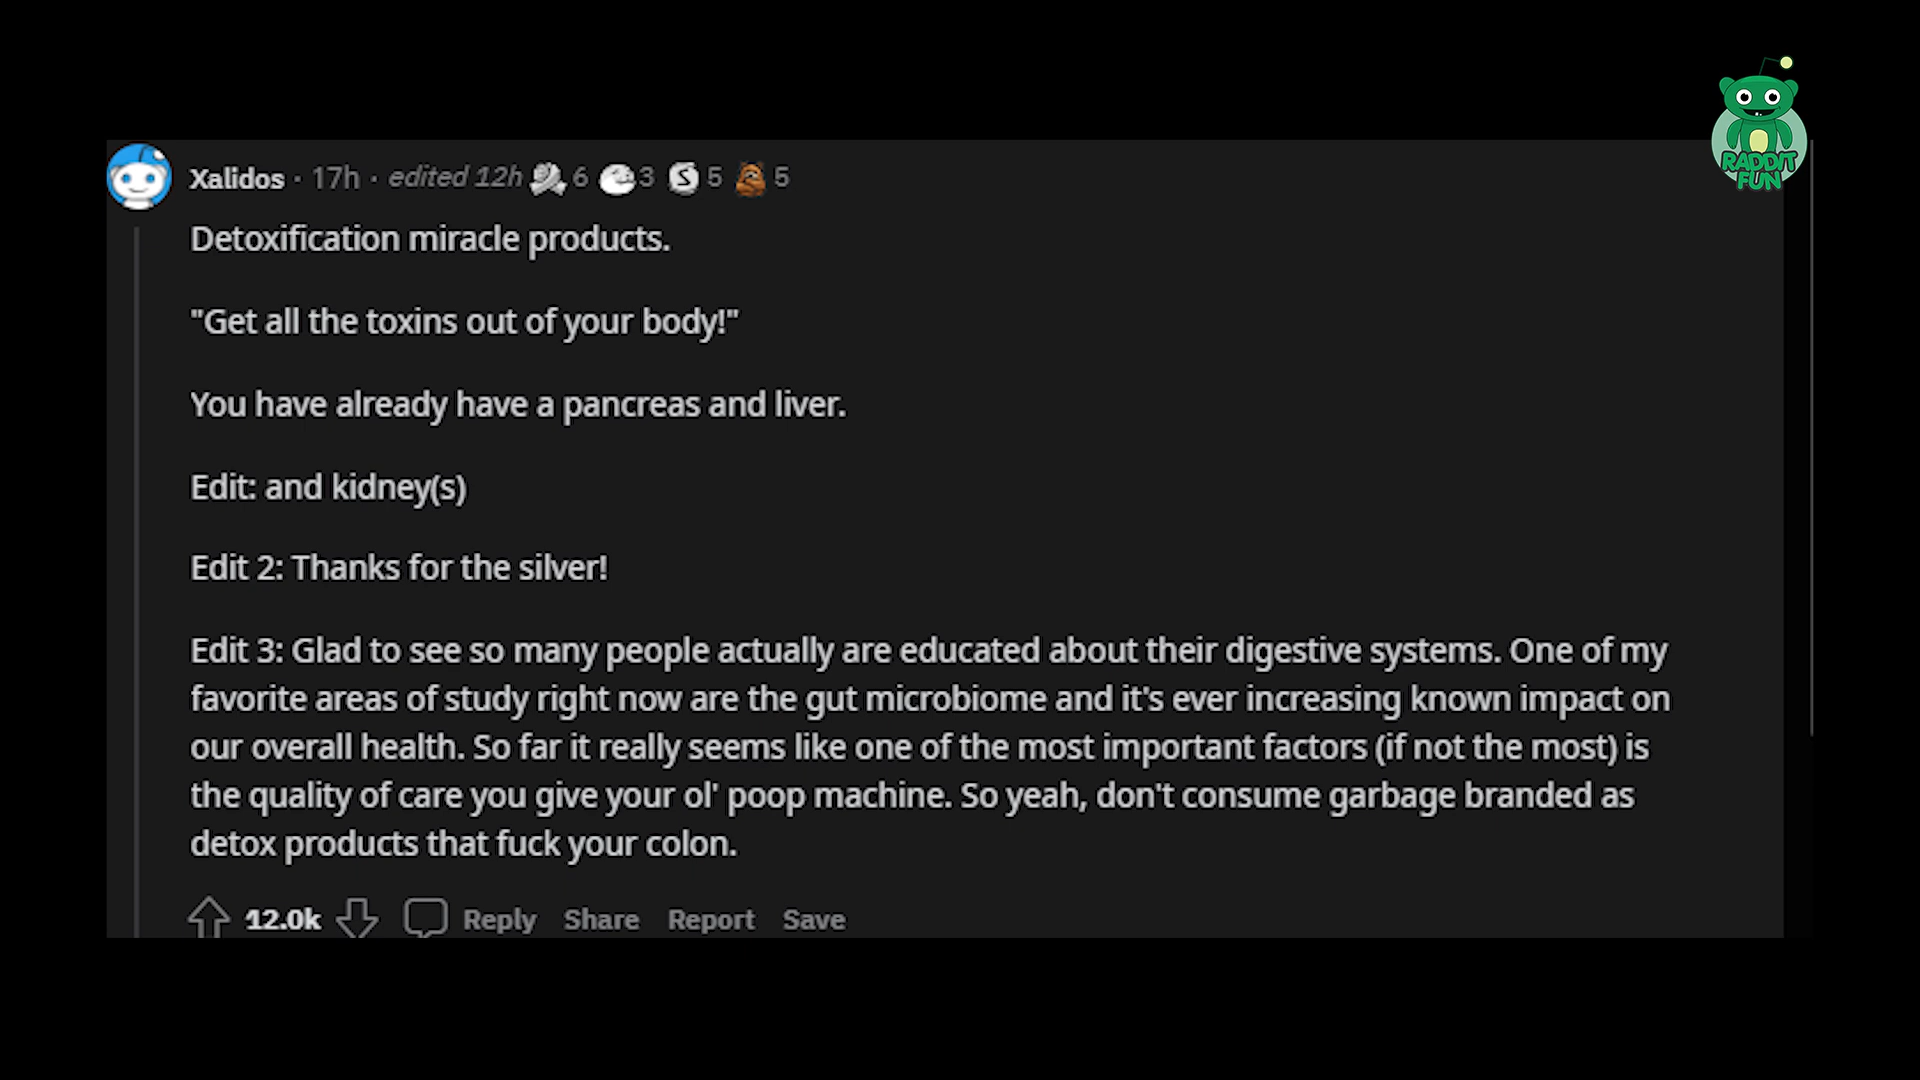 RADDIT
FUN
Xalidos · 17h · edited 12h 6 3 S 5 5
Detoxification miracle products.
"Get all the toxins out of your body!"
You have already have a pancreas and liver.
Edit: and kidney(s)
Edit 2: Thanks for the silver!
Edit 3: Glad to see so many people actually are educated about their digestive systems. One of my
favorite areas of study right now are the gut microbiome and it's ever increasing known impact on
our overall health. So far it really seems like one of the most important factors (if not the most) is
the quality of care you give your ol' poop machine. So yeah, don't consume garbage branded as
detox products that fuck your colon.
12.0k Reply Share Report Save